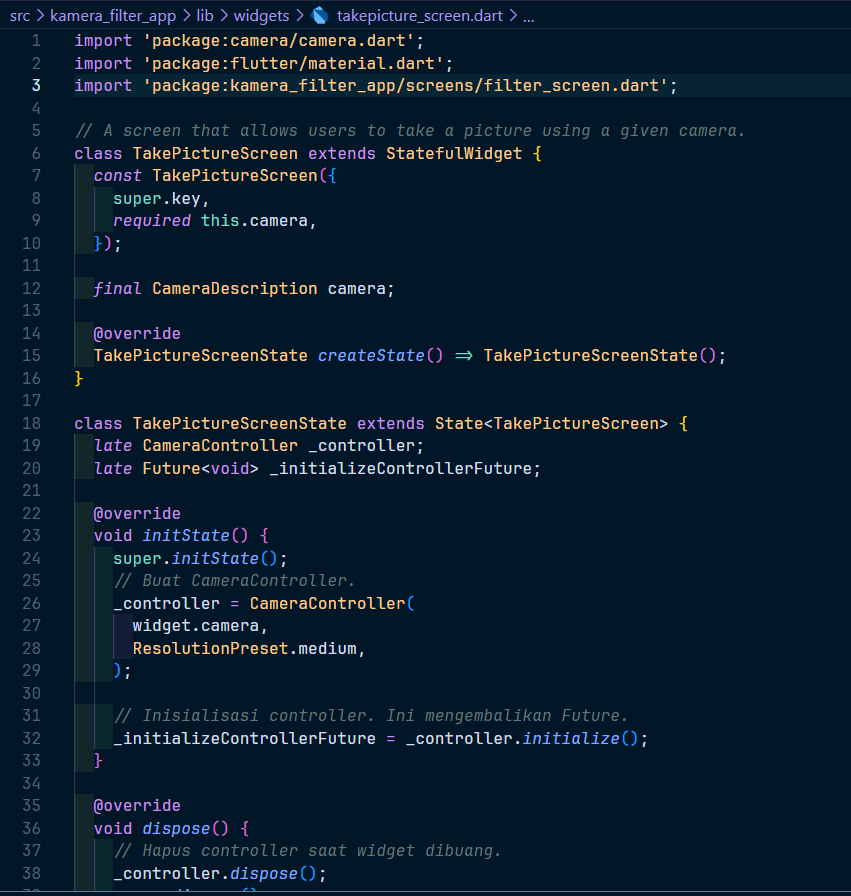 src > kamera_filter_app > lib > widgets > takepicture_screen.dart > ...
1 import 'package:camera/camera.dart';
2 import 'package:flutter/material.dart';
3 import 'package:kamera_filter_app/screens/filter_screen.dart';
4
5 // A screen that allows users to take a picture using a given camera.
6 class TakePictureScreen extends StatefulWidget {
7   const TakePictureScreen({
8     super.key,
9     required this.camera,
10   });
11
12   final CameraDescription camera;
13
14   @override
15   TakePictureScreenState createState() => TakePictureScreenState();
16 }
17
18 class TakePictureScreenState extends State<TakePictureScreen> {
19   late CameraController _controller;
20   late Future<void> _initializeControllerFuture;
21
22   @override
23   void initState() {
24     super.initState();
25     // Buat CameraController.
26     _controller = CameraController(
27       widget.camera,
28       ResolutionPreset.medium,
29     );
30
31     // Inisialisasi controller. Ini mengembalikan Future.
32     _initializeControllerFuture = _controller.initialize();
33   }
34
35   @override
36   void dispose() {
37     // Hapus controller saat widget dibuang.
38     _controller.dispose();